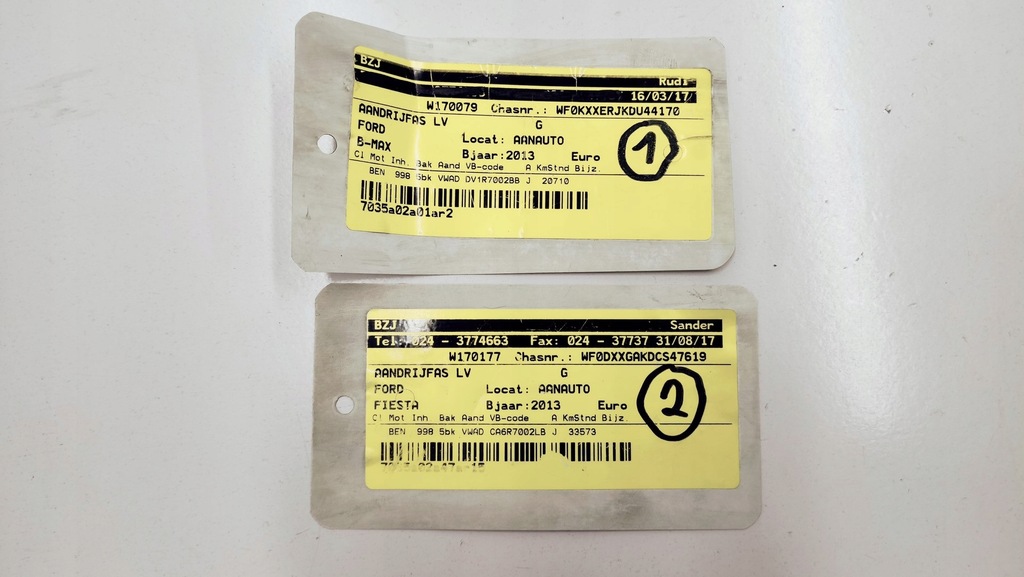 BZJ
Rudi
16/03/17
W170079 Chasnr.: WF0KXXERJKDU44170
AANDRIJFAS LV G
FORD Locat: AANAUTO
B-MAX Bjaar:2013 Euro
Cl Mot Inh. Bak Aand VB-code A KmStnd Bijz.
BEN 998 5bk VWAD DV1R7002BB J 20710
7035a02a01ar2
1
BZJ Sander
Tel: 024 - 3774663 Fax: 024 - 37737 31/08/17
W170177 Chasnr.: WF0DXXGAKDCS47619
AANDRIJFAS LV G
FORD Locat: AANAUTO
FIESTA Bjaar:2013 Euro
Cl Mot Inh. Bak Aand VB-code A KmStnd Bijz.
BEN 998 5bk VWAD CA6R7002LB J 33573
2